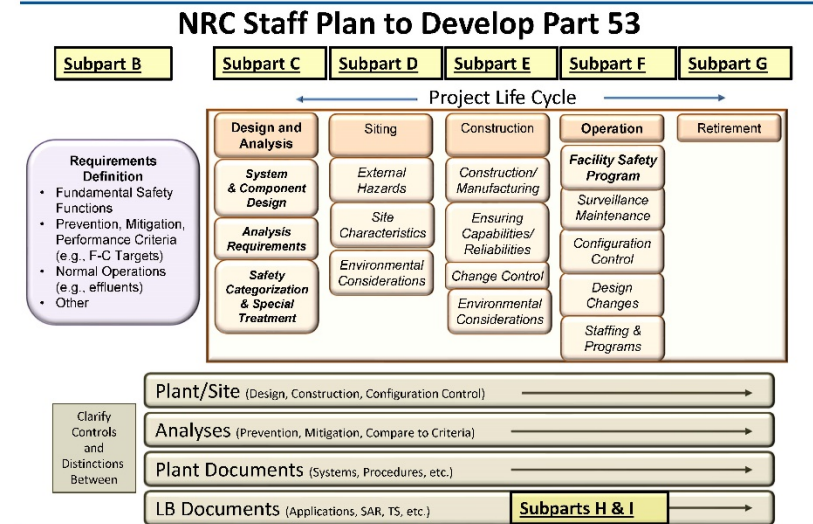 NRC Staff Plan to Develop Part 53
Subpart B
Subpart C
Subpart D
Subpart E
Subpart F
Subpart G
Project Life Cycle
Requirements
Definition
• Fundamental Safety
Functions
• Prevention, Mitigation,
Performance Criteria
(e.g., F-C Targets)
• Normal Operations
(e.g., effluents)
• Other
Design and
Analysis
System
& Component
Design
Analysis
Requirements
Safety
Categorization
& Special
Treatment
Siting
External
Hazards
Site
Characteristics
Environmental
Considerations
Construction
Construction/
Manufacturing
Ensuring
Capabilities/
Reliabilities
Change Control
Environmental
Considerations
Operation
Facility Safety
Program
Surveillance
Maintenance
Configuration
Control
Design
Changes
Staffing &
Programs
Retirement
Clarify
Controls
and
Distinctions
Between
Plant/Site (Design, Construction, Configuration Control)
Analyses (Prevention, Mitigation, Compare to Criteria)
Plant Documents (Systems, Procedures, etc.)
LB Documents (Applications, SAR, TS, etc.)
Subparts H & I